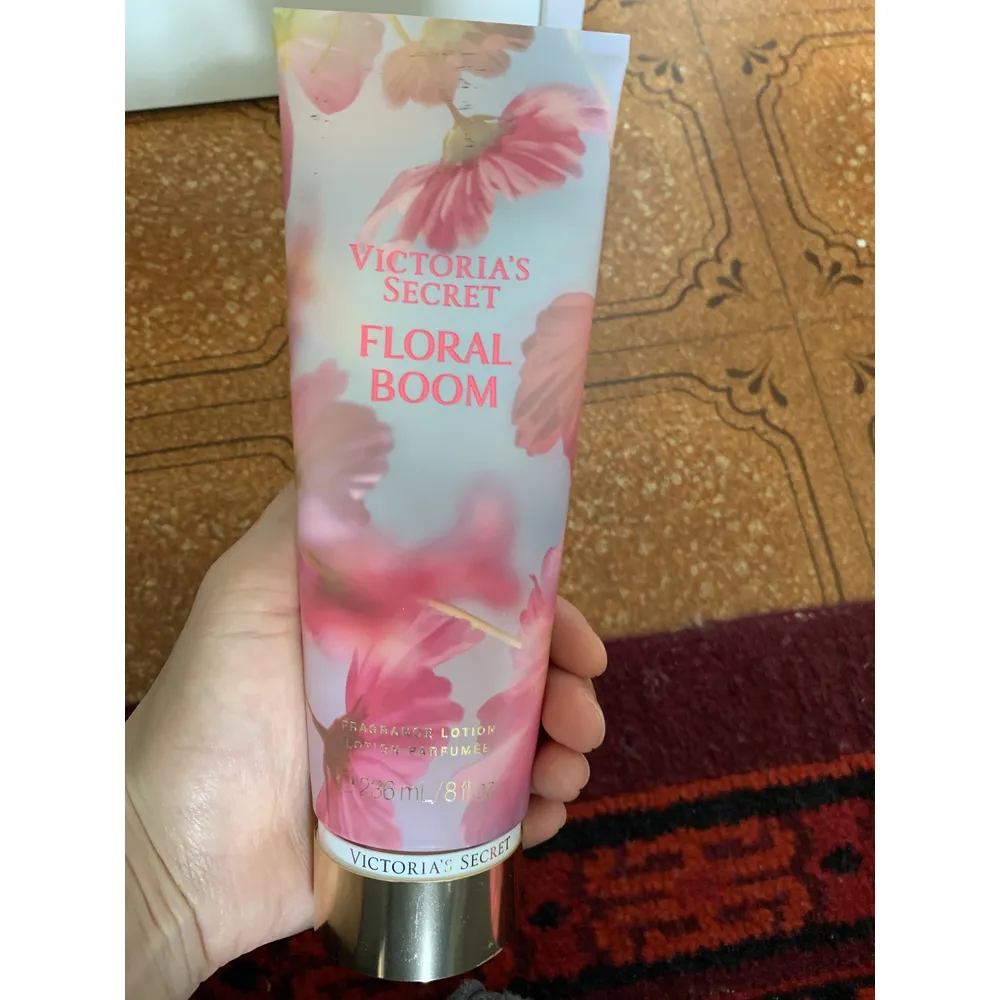 VICTORIA'S
SECRET
FLORAL
BOOM
FRAGRANCE LOTION
LOTION PARFUMÉE
236 mL/8 fl oz
VICTORIA'S SECRET